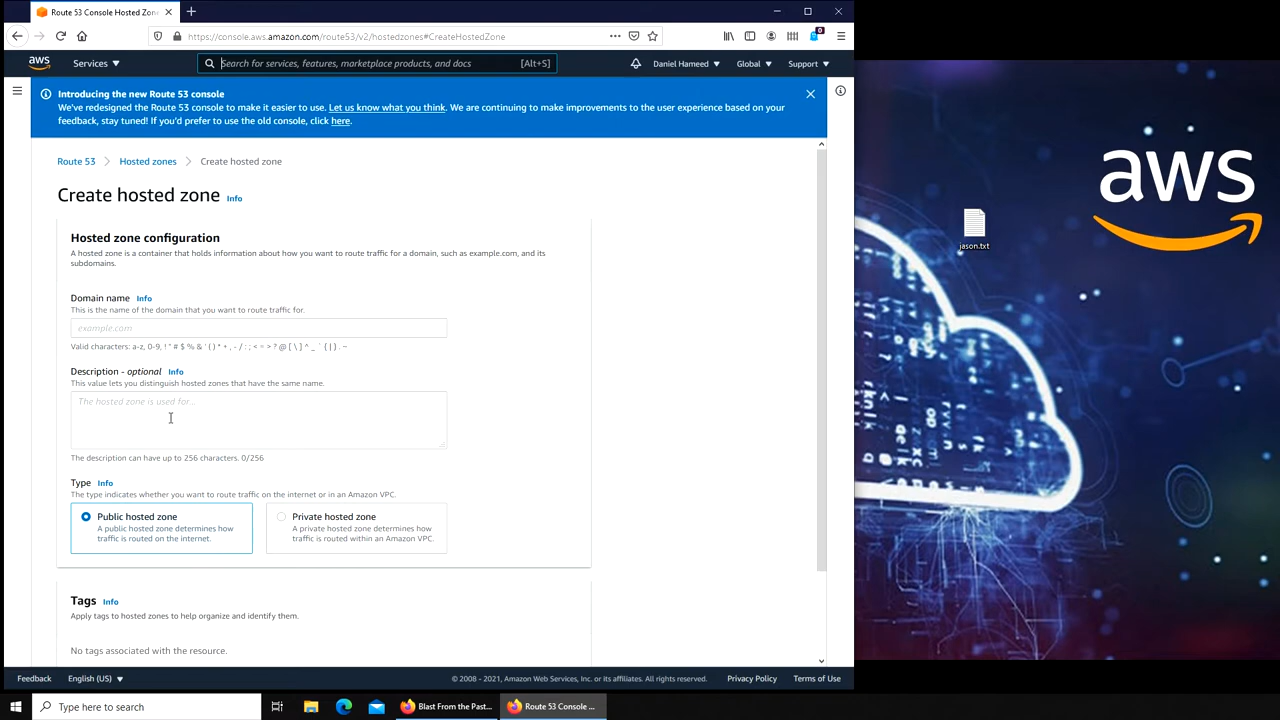 Route 53 Console Hosted Zon
https://console.aws.amazon.com/route53/v2/hostedzones#CreateHostedZone
0
aws
Services
Search for services, features, marketplace products, and docs [Alt+S]
Daniel Hameed
Global
Support
Introducing the new Route 53 console
We've redesigned the Route 53 console to make it easier to use. Let us know what you think. We are continuing to make improvements to the user experience based on your
feedback, stay tuned! If you'd prefer to use the old console, click here.
Route 53 > Hosted zones > Create hosted zone
Create hosted zone Info
Hosted zone configuration
A hosted zone is a container that holds information about how you want to route traffic for a domain, such as example.com, and its
subdomains.
Domain name Info
This is the name of the domain that you want to route traffic for.
example.com
Valid characters: a-z, 0-9, ! " # $ % & ' ( ) * + , - / : ; < = > ? @ [ \ ] ^ _ ` { | } . ~
Description - optional Info
This value lets you distinguish hosted zones that have the same name.
The hosted zone is used for...
The description can have up to 256 characters. 0/256
Type Info
The type indicates whether you want to route traffic on the internet or in an Amazon VPC.
Public hosted zone
A public hosted zone determines how
traffic is routed on the internet.
Private hosted zone
A private hosted zone determines how
traffic is routed within an Amazon VPC.
Tags Info
Apply tags to hosted zones to help organize and identify them.
No tags associated with the resource.
Feedback
English (US)
© 2008 - 2021, Amazon Web Services, Inc. or its affiliates. All rights reserved.
Privacy Policy
Terms of Use
aws
jason.txt
Type here to search
Blast From the Past...
Route 53 Console ...